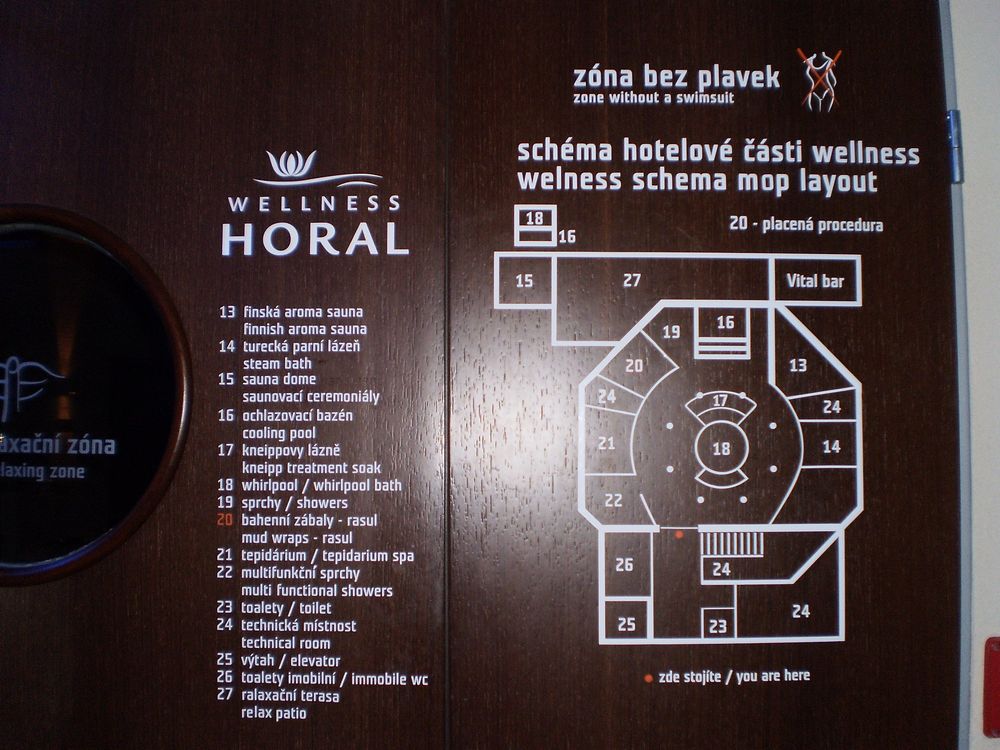 zóna bez plavek
zone without a swimsuit
schéma hotelové části wellness
welness schema mop layout
WELLNESS
HORAL
20 - placená procedura
13 finská aroma sauna
finnish aroma sauna
14 turecká parní lázeň
steam bath
15 sauna dome
saunovací ceremoniály
16 ochlazovací bazén
cooling pool
17 kneippovy lázně
kneipp treatment soak
18 whirlpool / whirlpool bath
19 sprchy / showers
20 bahenní zábaly - rasul
mud wraps - rasul
21 tepidárium / tepidarium spa
22 multifunkční sprchy
multi functional showers
23 toalety / toilet
24 technická místnost
technical room
25 výtah / elevator
26 toalety imobilní / immobile wc
27 ralaxační terasa
relax patio
18
16
15
27
Vital bar
19
16
20
13
24
17
24
21
18
14
22
26
24
25
23
24
zde stojíte / you are here
axační zóna
laxing zone